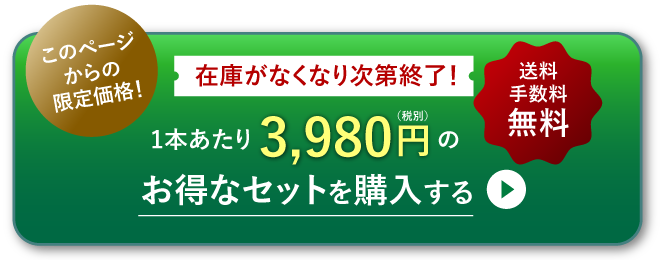 このページ
からの
限定価格!
在庫がなくなり次第終了!
送料
手数料
無料
1本あたり3,980円(税別)の
お得なセットを購入する